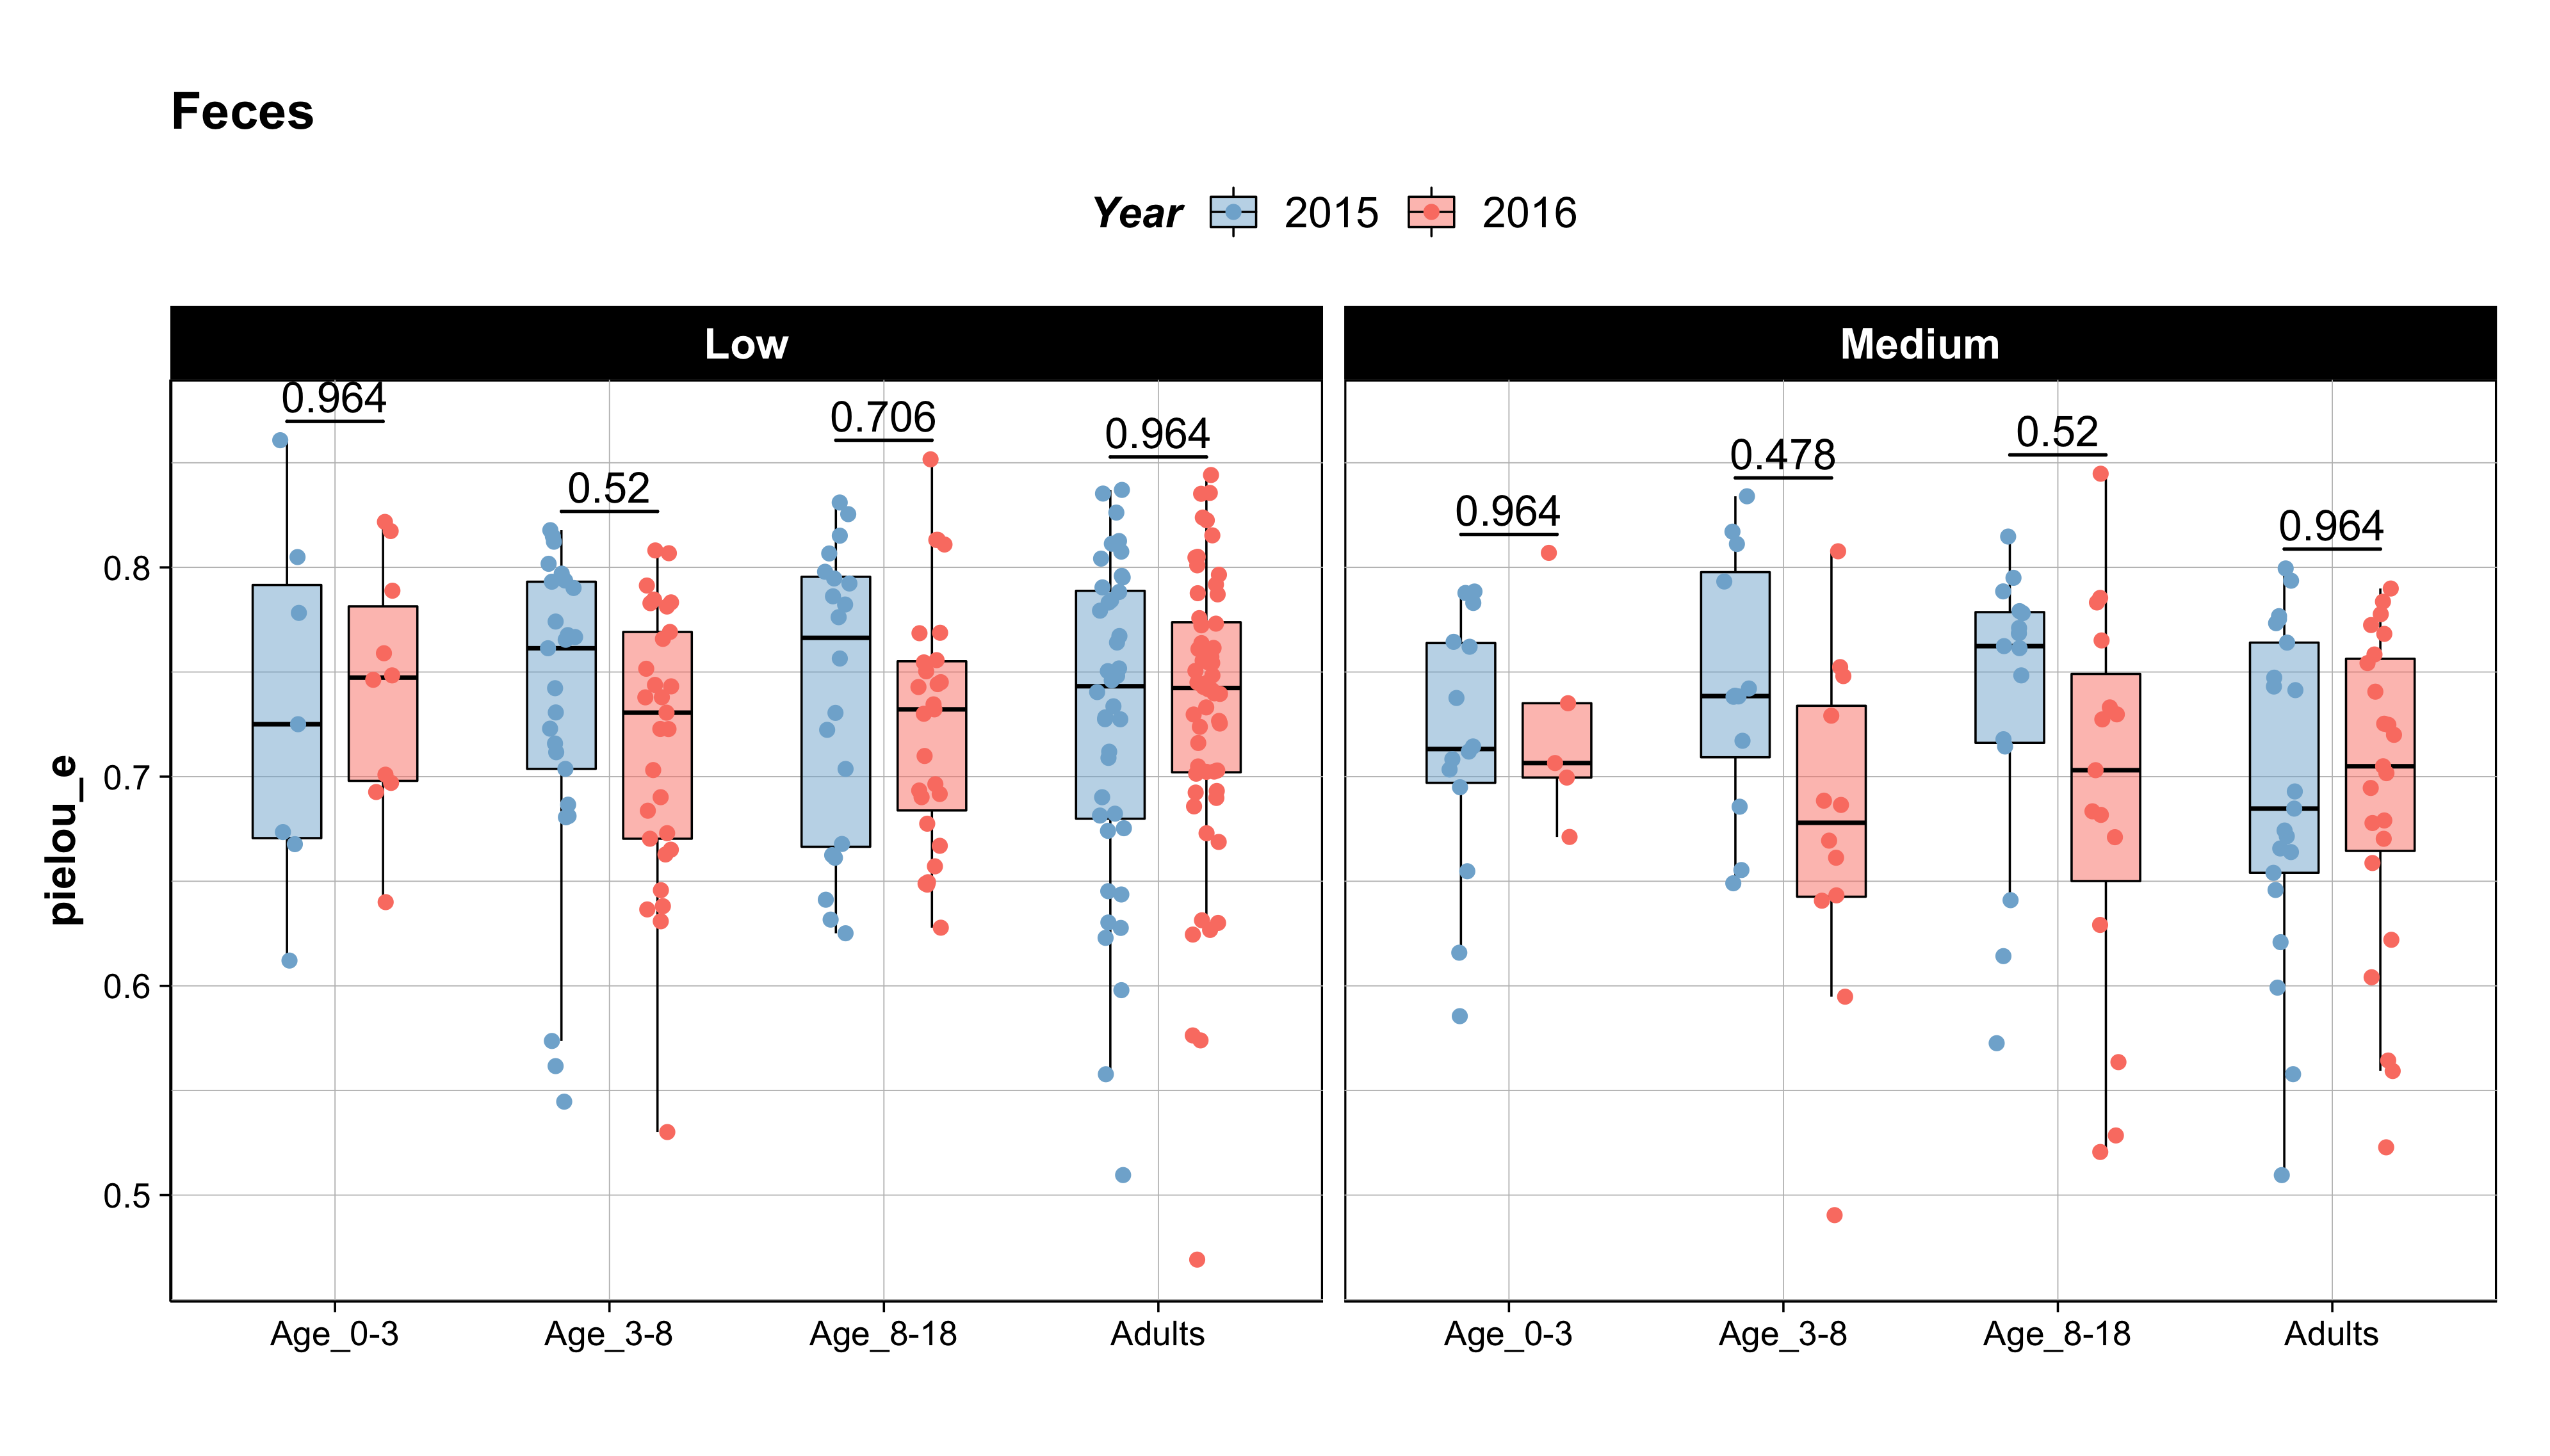 Feces
Year 2015 2016
Low Medium
0.964 0.52 0.706 0.964 0.964 0.478 0.52 0.964
pielou_e
0.8
0.7
0.6
0.5
Age_0-3 Age_3-8 Age_8-18 Adults Age_0-3 Age_3-8 Age_8-18 Adults